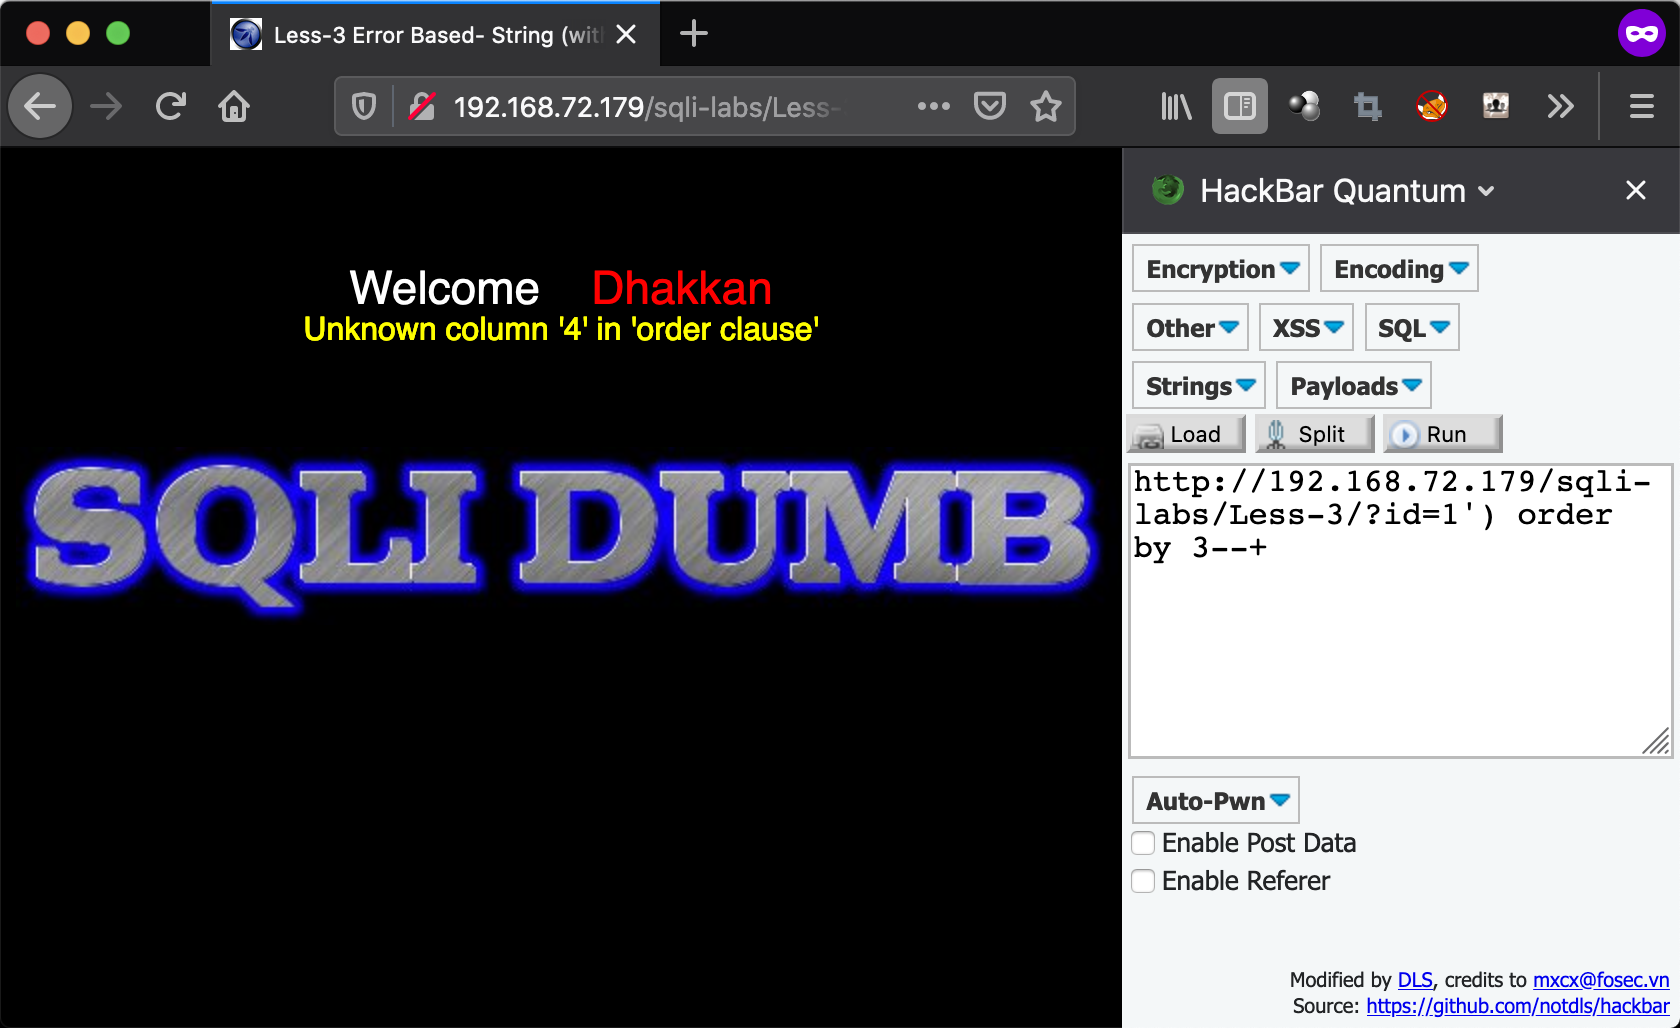 Less-3 Error Based- String (with
192.168.72.179/sqli-labs/Less-
HackBar Quantum
Encryption Encoding
Welcome Dhakkan
Other XSS SQL
Unknown column '4' in 'order clause'
Strings Payloads
Load Split Run
http://192.168.72.179/sqli-
labs/Less-3/?id=1') order
by 3--+
SQLI DUMB
Auto-Pwn
Enable Post Data
Enable Referer
Modified by DLS, credits to mxcx@fosec.vn
Source: https://github.com/notdls/hackbar